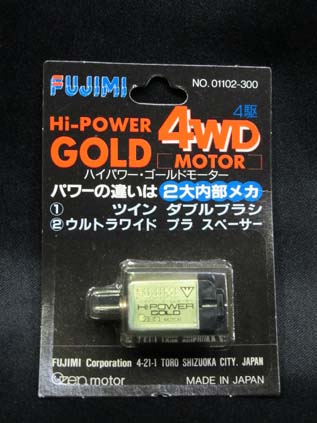 FUJIMI
NO. 01102-300
Hi-POWER
GOLD
4駆
4WD
MOTOR
ハイパワー・ゴールドモーター
パワーの違いは 2大内部メカ
① ツイン ダブルブラシ
② ウルトラワイド ブラ スペーサー
FUJIMI
Hi-POWER
GOLD
MOTOR
FUJIMI Corporation 4-21-1 TORO SHIZUOKA CITY. JAPAN
motor
MADE IN JAPAN